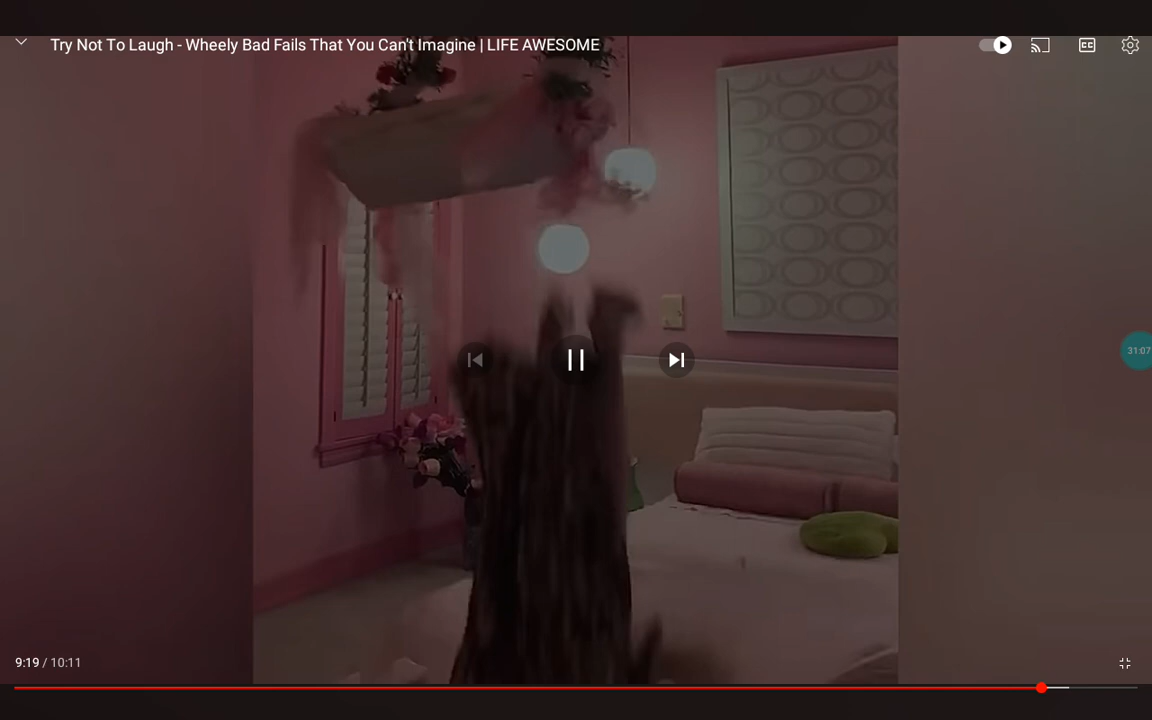 Try Not To Laugh - Wheely Bad Fails That You Can't Imagine | LIFE AWESOME
CC
31:07
9:19 / 10:11